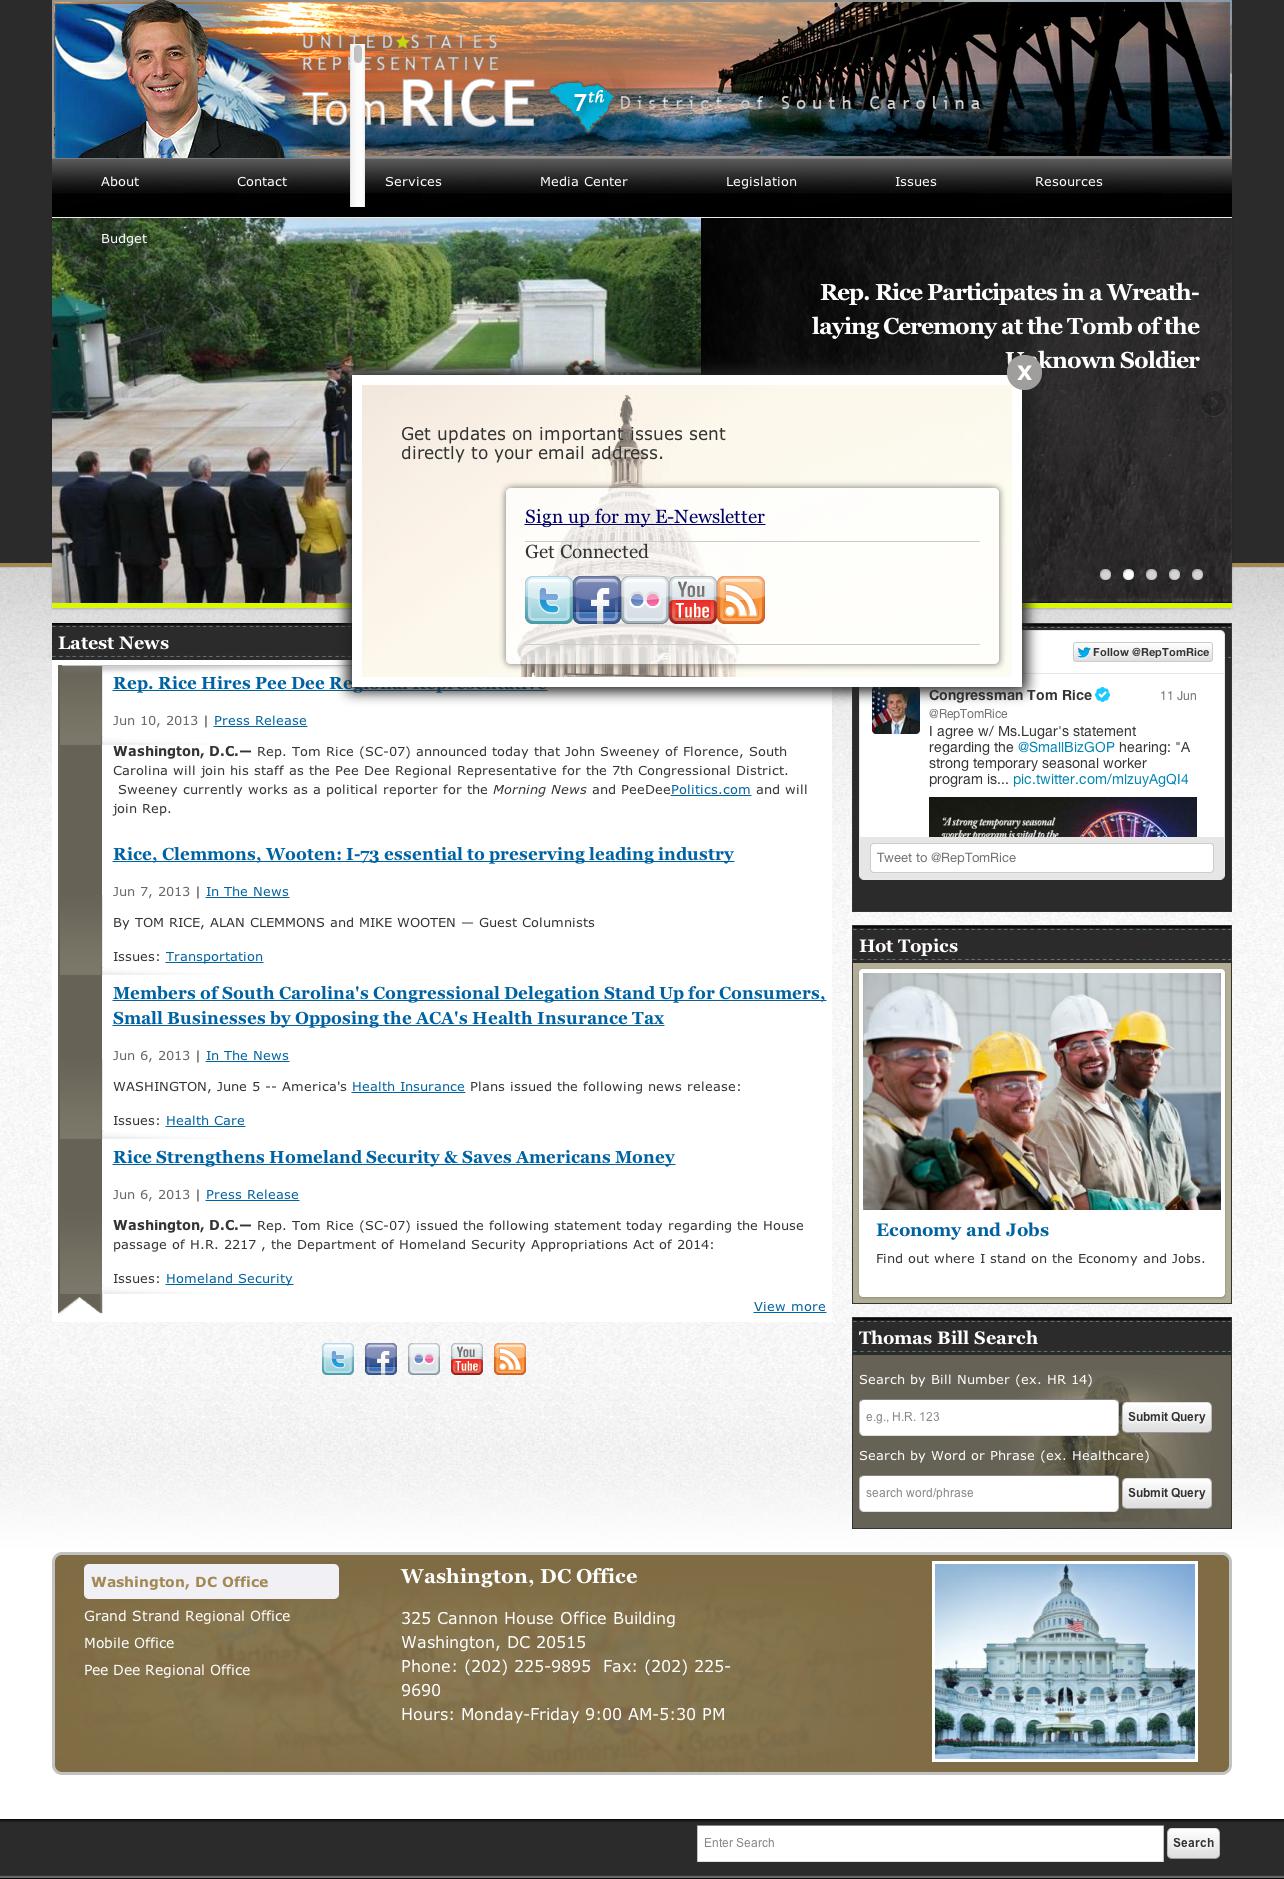 UNITED★STATES
REPRESENTATIVE
Tom RICE 7th District of South Carolina
About Contact Services Media Center Legislation Issues Resources
Budget
Rep. Rice Participates in a Wreath-
laying Ceremony at the Tomb of the
Unknown Soldier
X
Get updates on important issues sent
directly to your email address.
Sign up for my E-Newsletter
Get Connected
You
Tube
Latest News
Rep. Rice Hires Pee Dee Regional Representative
Jun 10, 2013 | Press Release
Washington, D.C.— Rep. Tom Rice (SC-07) announced today that John Sweeney of Florence, South
Carolina will join his staff as the Pee Dee Regional Representative for the 7th Congressional District.
Sweeney currently works as a political reporter for the Morning News and PeeDeePolitics.com and will
join Rep.
Rice, Clemmons, Wooten: I-73 essential to preserving leading industry
Jun 7, 2013 | In The News
By TOM RICE, ALAN CLEMMONS and MIKE WOOTEN — Guest Columnists
Issues: Transportation
Members of South Carolina's Congressional Delegation Stand Up for Consumers,
Small Businesses by Opposing the ACA's Health Insurance Tax
Jun 6, 2013 | In The News
WASHINGTON, June 5 -- America's Health Insurance Plans issued the following news release:
Issues: Health Care
Rice Strengthens Homeland Security & Saves Americans Money
Jun 6, 2013 | Press Release
Washington, D.C.— Rep. Tom Rice (SC-07) issued the following statement today regarding the House
passage of H.R. 2217 , the Department of Homeland Security Appropriations Act of 2014:
Issues: Homeland Security
View more
You
Tube
Follow @RepTomRice
Congressman Tom Rice 11 Jun
@RepTomRice
I agree w/ Ms.Lugar's statement
regarding the @SmallBizGOP hearing: "A
strong temporary seasonal worker
program is... pic.twitter.com/mlzuyAgQI4
"A strong temporary seasonal
worker program is vital to the
Tweet to @RepTomRice
Hot Topics
Economy and Jobs
Find out where I stand on the Economy and Jobs.
Thomas Bill Search
Search by Bill Number (ex. HR 14)
e.g., H.R. 123 Submit Query
Search by Word or Phrase (ex. Healthcare)
search word/phrase Submit Query
Washington, DC Office
Grand Strand Regional Office
Mobile Office
Pee Dee Regional Office
Washington, DC Office
325 Cannon House Office Building
Washington, DC 20515
Phone: (202) 225-9895 Fax: (202) 225-
9690
Hours: Monday-Friday 9:00 AM-5:30 PM
Enter Search Search